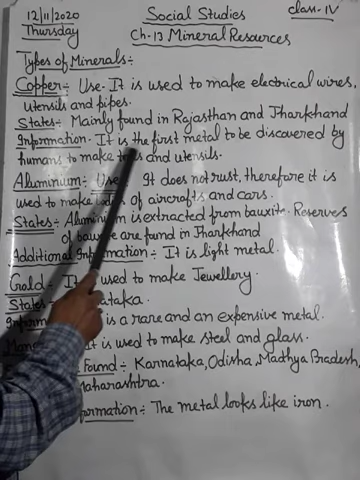 12/11/2020 Social Studies class-IV
Thursday Ch-13 Mineral Resources
Types of Minerals:-
Copper:- Use- It is used to make electrical wires,
utensils and pipes.
States:- Mainly found in Rajasthan and Jharkhand
Information- It is the first metal to be discovered by
humans to make and utensils.
Aluminium:- Use It does not rust, therefore it is
used to make of aircrafts and cars.
States:- Aluminium is extracted from bauxite. Reserves
of bauxite are found in Jharkhand
Additional Information:- It is light metal.
Gold:- used to make Jewellery.
States
is a rare and an expensive metal.
It is used to make steel and glass.
Found:- Karnataka, Odisha, Madhya Pradesh,
Maharashtra.
The metal looks like iron.